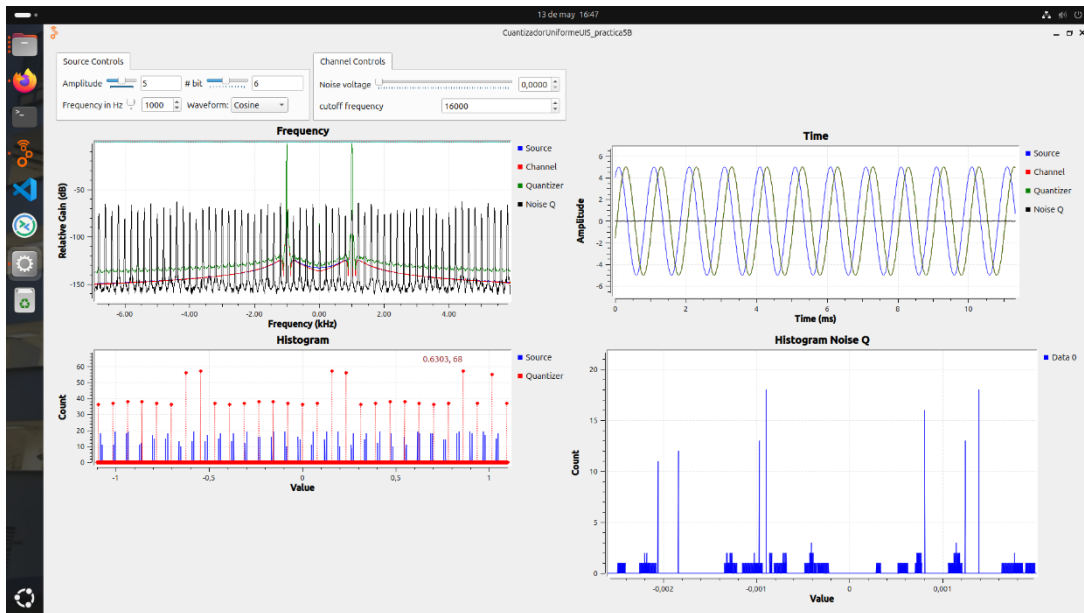 13 de may 16:47
CuantizadorUniformeUIS_practica5B
Source Controls
Amplitude 5 # bit 6
Frequency in Hz 1000 Waveform: Cosine
Channel Controls
Noise voltage 0,0000
cutoff frequency 16000
Frequency
Relative Gain (dB)
-50
-100
-150
-6.00 -4.00 -2.00 0.00 2.00 4.00
Frequency (kHz)
Source
Channel
Quantizer
Noise Q
Time
Amplitude
6
4
2
0
-2
-4
-6
0 2 4 6 8 10
Time (ms)
Source
Channel
Quantizer
Noise Q
Histogram
0.6303, 68
Count
60
50
40
30
20
10
0
-1 -0,5 0 0,5 1
Value
Source
Quantizer
Histogram Noise Q
Count
20
15
10
5
0
-0,002 -0,001 0 0,001
Value
Data 0